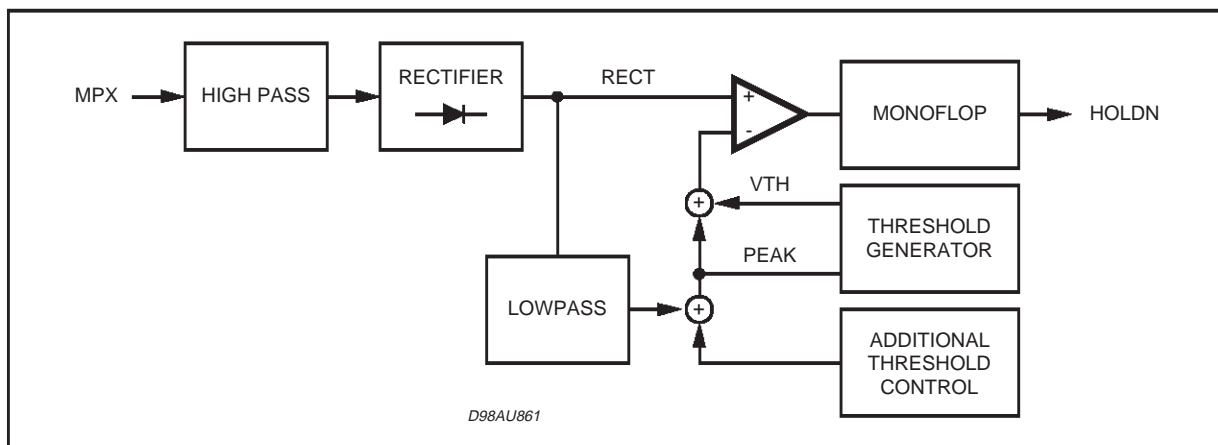 MPX
HIGH PASS
RECTIFIER
RECT
+
-
MONOFLOP
HOLDN
+
VTH
THRESHOLD
GENERATOR
PEAK
LOWPASS
+
ADDITIONAL
THRESHOLD
CONTROL
D98AU861